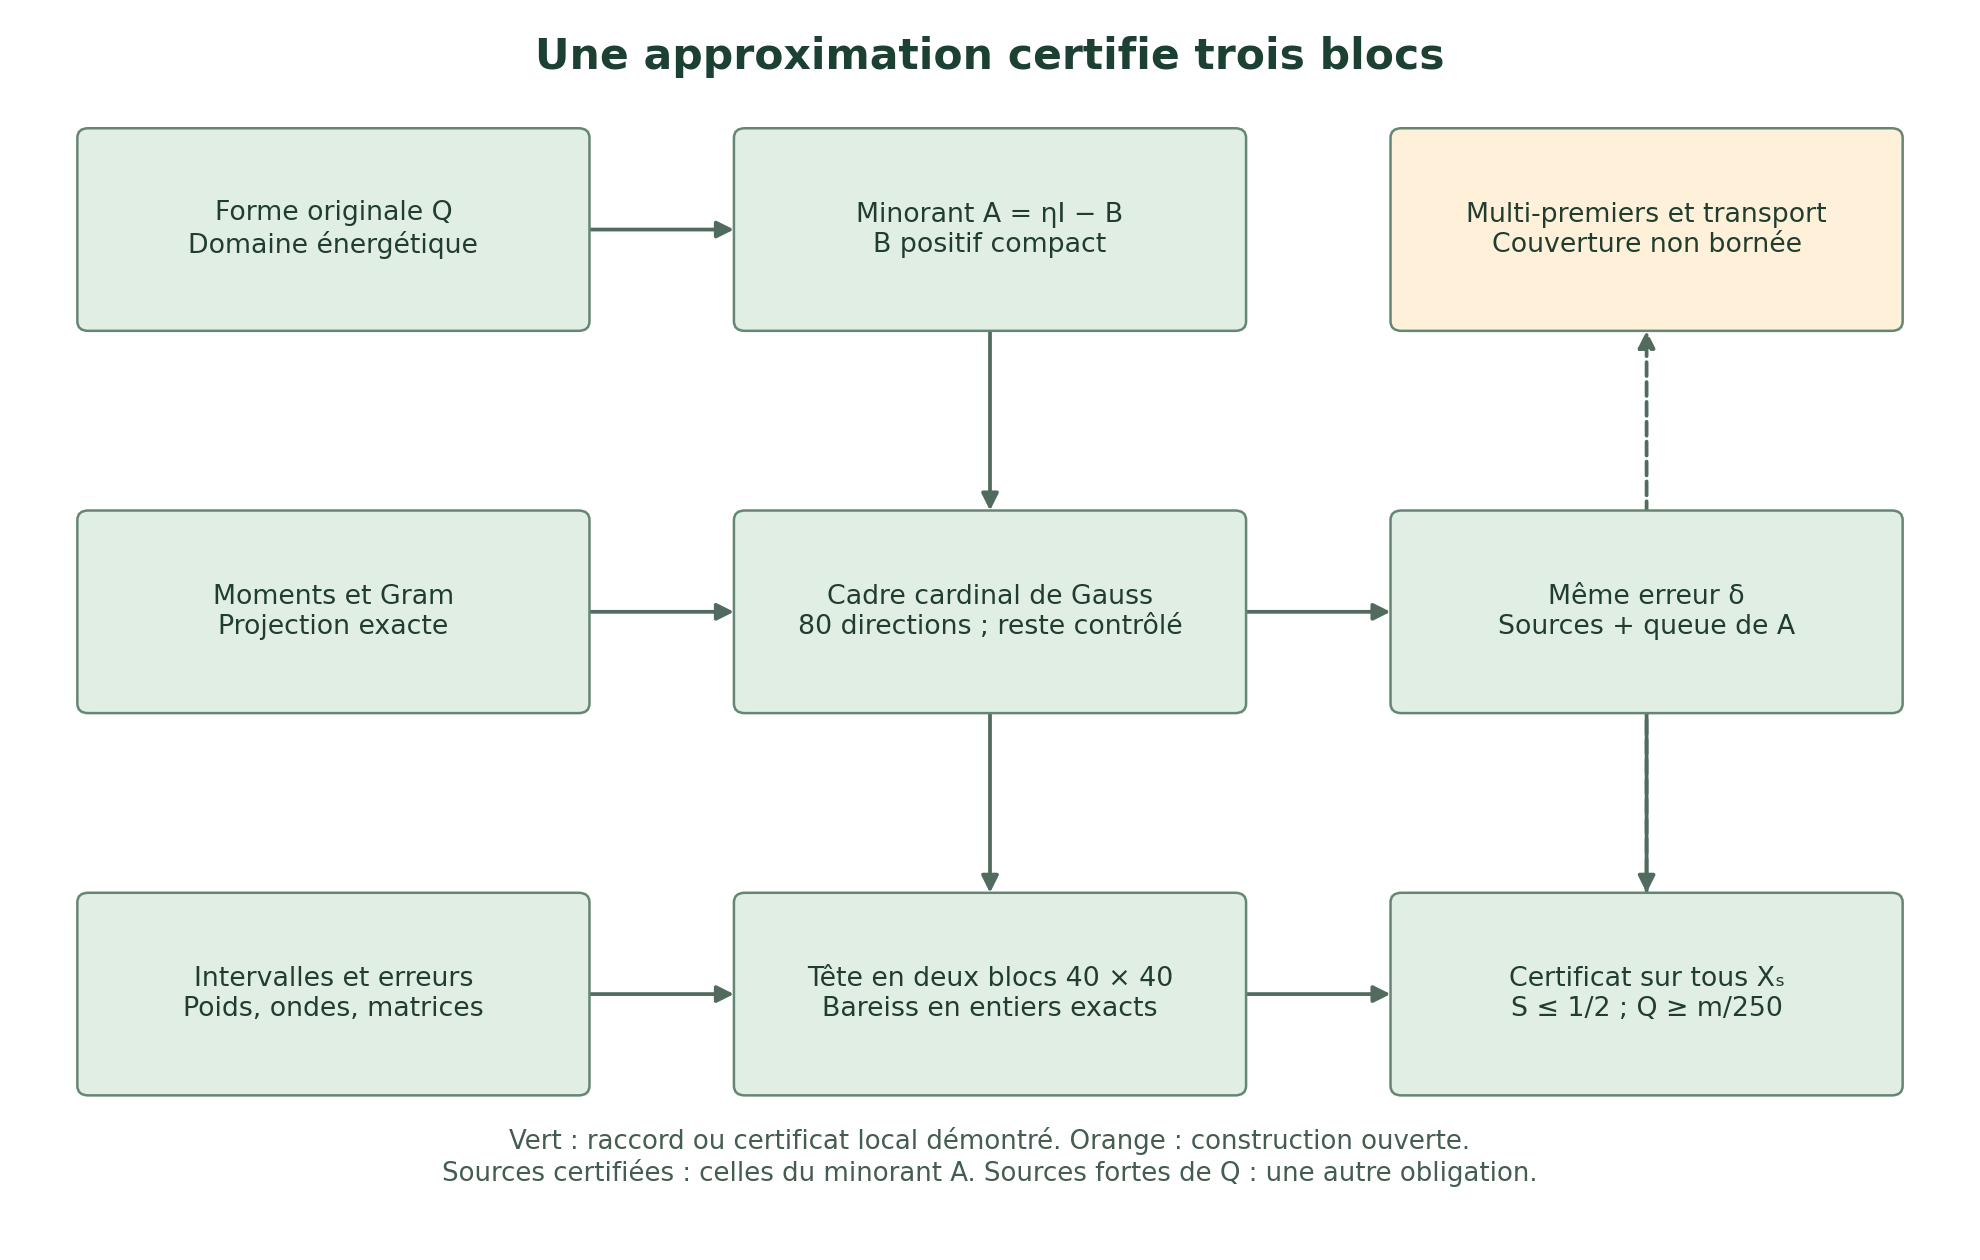 Une approximation certifie trois blocs
Forme originale Q
Domaine énergétique
Minorant A = ηI − B
B positif compact
Multi-premiers et transport
Couverture non bornée
Moments et Gram
Projection exacte
Cadre cardinal de Gauss
80 directions ; reste contrôlé
Même erreur δ
Sources + queue de A
Intervalles et erreurs
Poids, ondes, matrices
Tête en deux blocs 40 × 40
Bareiss en entiers exacts
Certificat sur tous Xₛ
S ≤ 1/2 ; Q ≥ m/250
Vert : raccord ou certificat local démontré. Orange : construction ouverte.
Sources certifiées : celles du minorant A. Sources fortes de Q : une autre obligation.